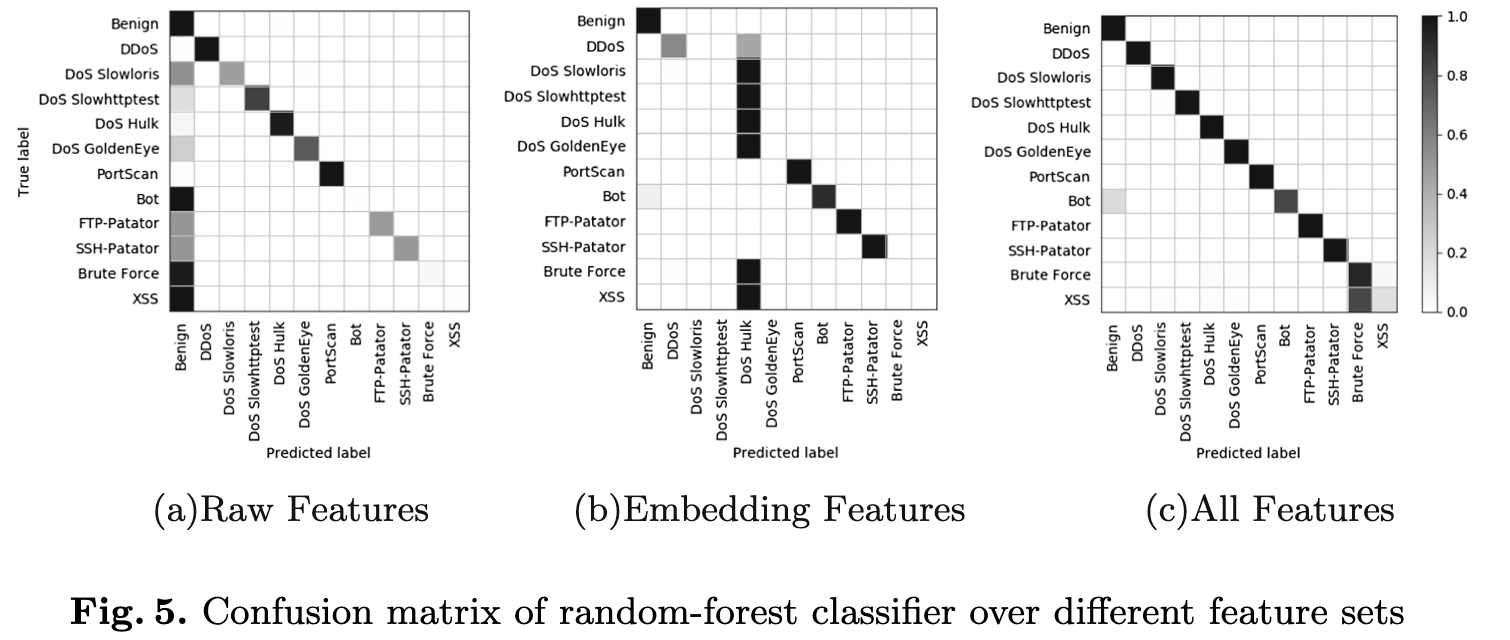 True label
Benign
DDoS
DoS Slowloris
DoS Slowhttptest
DoS Hulk
DoS GoldenEye
PortScan
Bot
FTP-Patator
SSH-Patator
Brute Force
XSS
Benign
DDoS
DoS Slowloris
DoS Slowhttptest
DoS Hulk
DoS GoldenEye
PortScan
Bot
FTP-Patator
SSH-Patator
Brute Force
XSS
Predicted label
(a)Raw Features
Benign
DDoS
DoS Slowloris
DoS Slowhttptest
DoS Hulk
DoS GoldenEye
PortScan
Bot
FTP-Patator
SSH-Patator
Brute Force
XSS
Benign
DDoS
DoS Slowloris
DoS Slowhttptest
DoS Hulk
DoS GoldenEye
PortScan
Bot
FTP-Patator
SSH-Patator
Brute Force
XSS
Predicted label
(b)Embedding Features
Benign
DDoS
DoS Slowloris
DoS Slowhttptest
DoS Hulk
DoS GoldenEye
PortScan
Bot
FTP-Patator
SSH-Patator
Brute Force
XSS
Benign
DDoS
DoS Slowloris
DoS Slowhttptest
DoS Hulk
DoS GoldenEye
PortScan
Bot
FTP-Patator
SSH-Patator
Brute Force
XSS
Predicted label
1.0
0.8
0.6
0.4
0.2
0.0
(c)All Features
Fig. 5. Confusion matrix of random-forest classifier over different feature sets